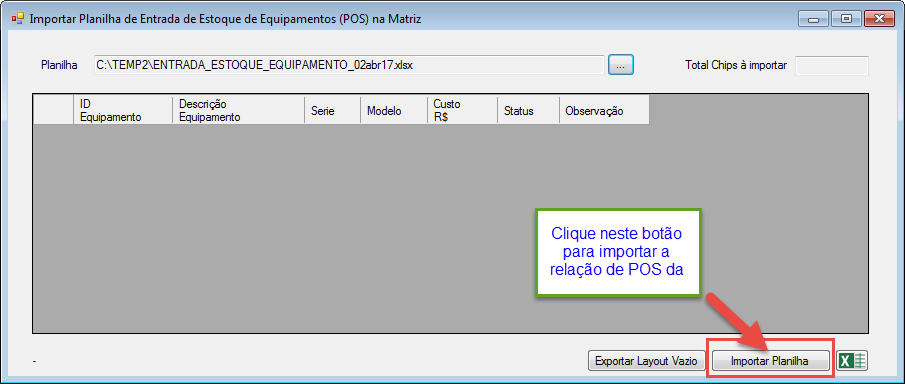 Importar Planilha de Entrada de Estoque de Equipamentos (POS) na Matriz
Planilha
C:\TEMP2\ENTRADA_ESTOQUE_EQUIPAMENTO_02abr17.xlsx
...
Total Chips à importar
ID
Equipamento
Descrição
Equipamento
Serie
Modelo
Custo
R$
Status
Observação
Clique neste botão
para importar a
relação de POS da
-
Exportar Layout Vazio
Importar Planilha
X